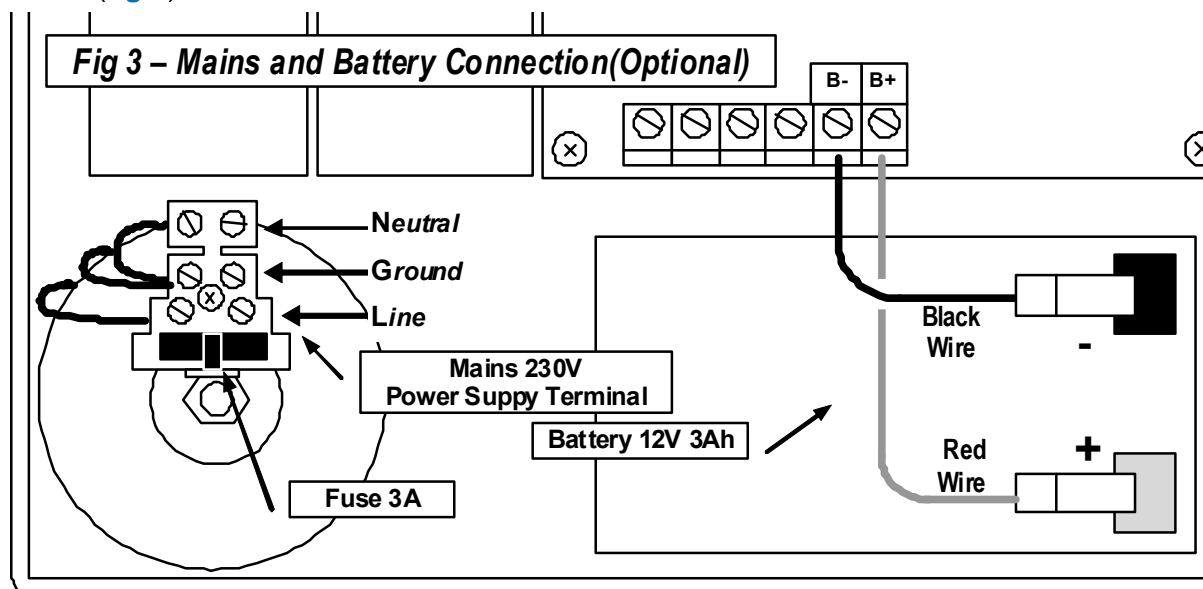 Fig 3 – Mains and Battery Connection(Optional)
B- B+
Neutral
Ground
Line
Mains 230V
Power Suppy Terminal
Battery 12V 3Ah
Fuse 3A
Black
Wire
-
Red
Wire
+